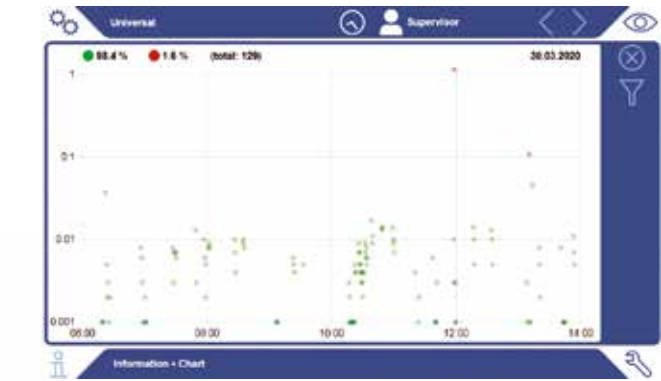 Universal Supervisor
98.4 % 1.6 % (total: 129) 30.03.2020
1
0.1
0.01
0.001
06:00 08:00 10:00 12:00 14:00
Information • Chart